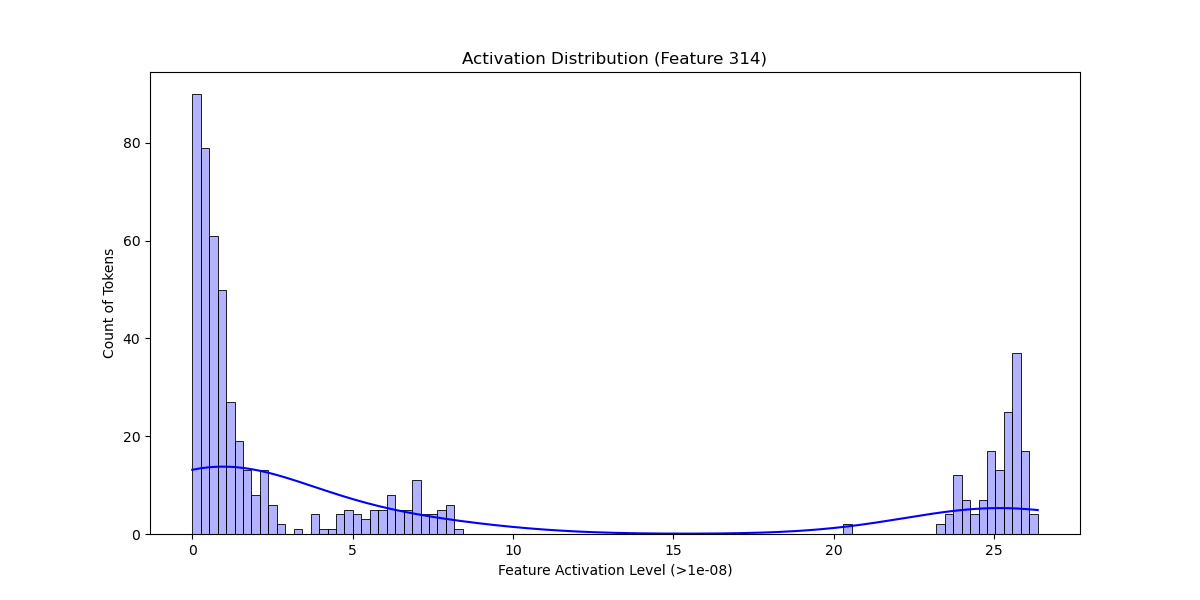 Activation Distribution (Feature 314)
Count of Tokens
80
60
40
20
0
0 5 10 15 20 25
Feature Activation Level (>1e-08)